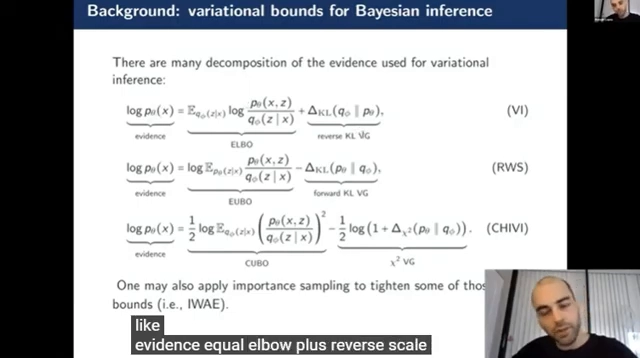 Background: variational bounds for Bayesian inference
There are many decomposition of the evidence used for variational
inference:
log pθ(x) = E_{qϕ(z|x)} log pθ(x, z) / qϕ(z | x) + Δ_KL(qϕ ∥ pθ), (VI)
evidence ELBO reverse KL VG
log pθ(x) = log E_{pθ(z|x)} pθ(x, z) / qϕ(z | x) − Δ_KL(pθ ∥ qϕ), (RWS)
evidence EUBO forward KL VG
log pθ(x) = 1/2 log E_{qϕ(z|x)} (pθ(x, z) / qϕ(z | x))² − 1/2 log (1 + Δ_χ²(pθ ∥ qϕ)). (CHIVI)
evidence CUBO χ² VG
One may also apply importance sampling to tighten some of thos
bounds (i.e., IWAE).
like
evidence equal elbow plus reverse scale